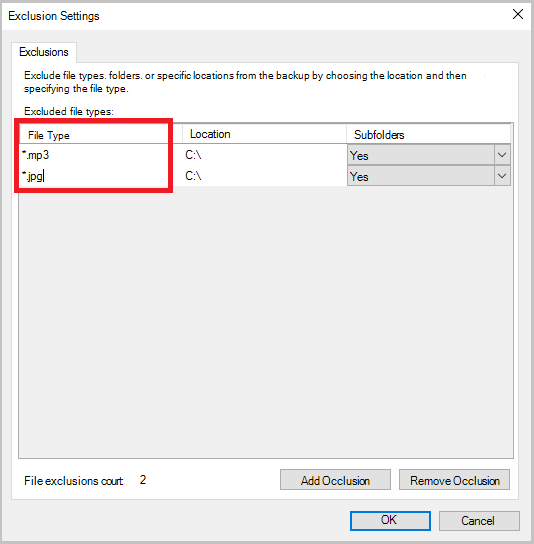 Exclusion Settings
Exclusions
Exclude file types. folders. or specific locations from the backup by choosing the location and then
specifying the file type.
Excluded file types:
File Type Location Subfolders
*.mp3 C:\ Yes
*.jpg C:\ Yes
File exclusions court 2 Add Occlusion Remove Occlusion
OK Cancel